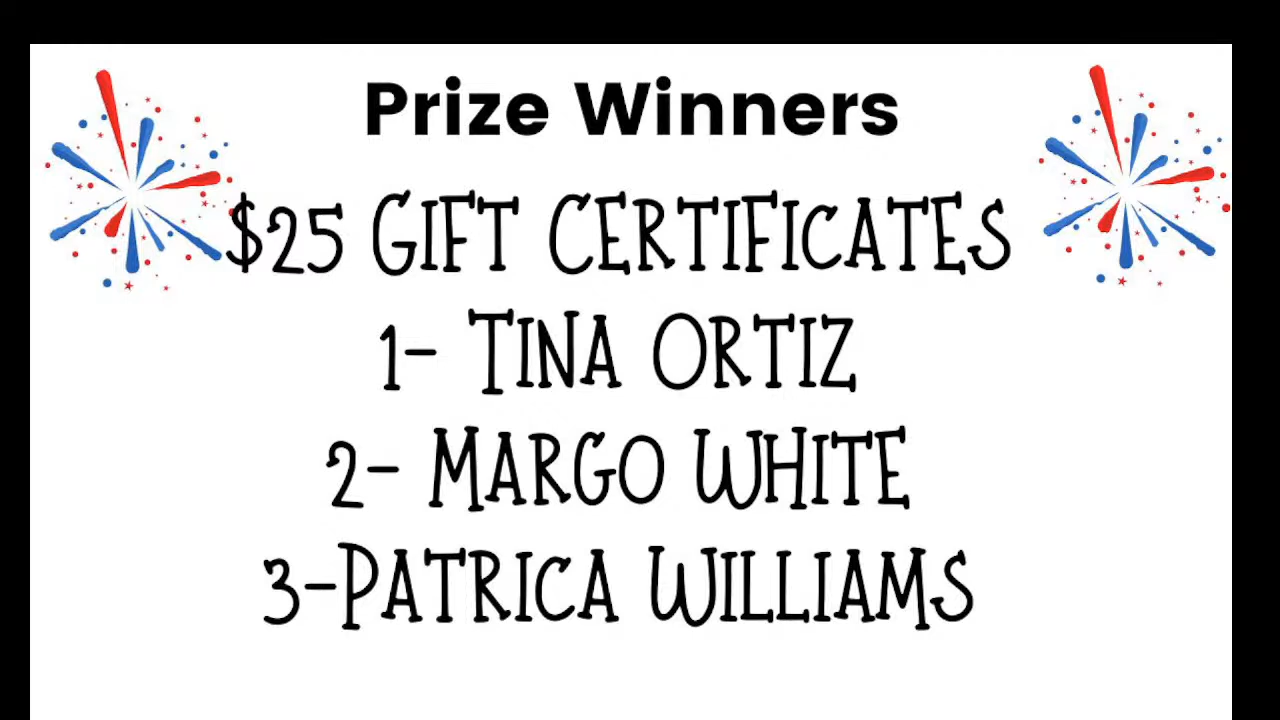 Prize Winners
$25 GIFT CERTIFICATES
1- TINA ORTIZ
2- MARGO WHITE
3-PATRICA WILLIAMS